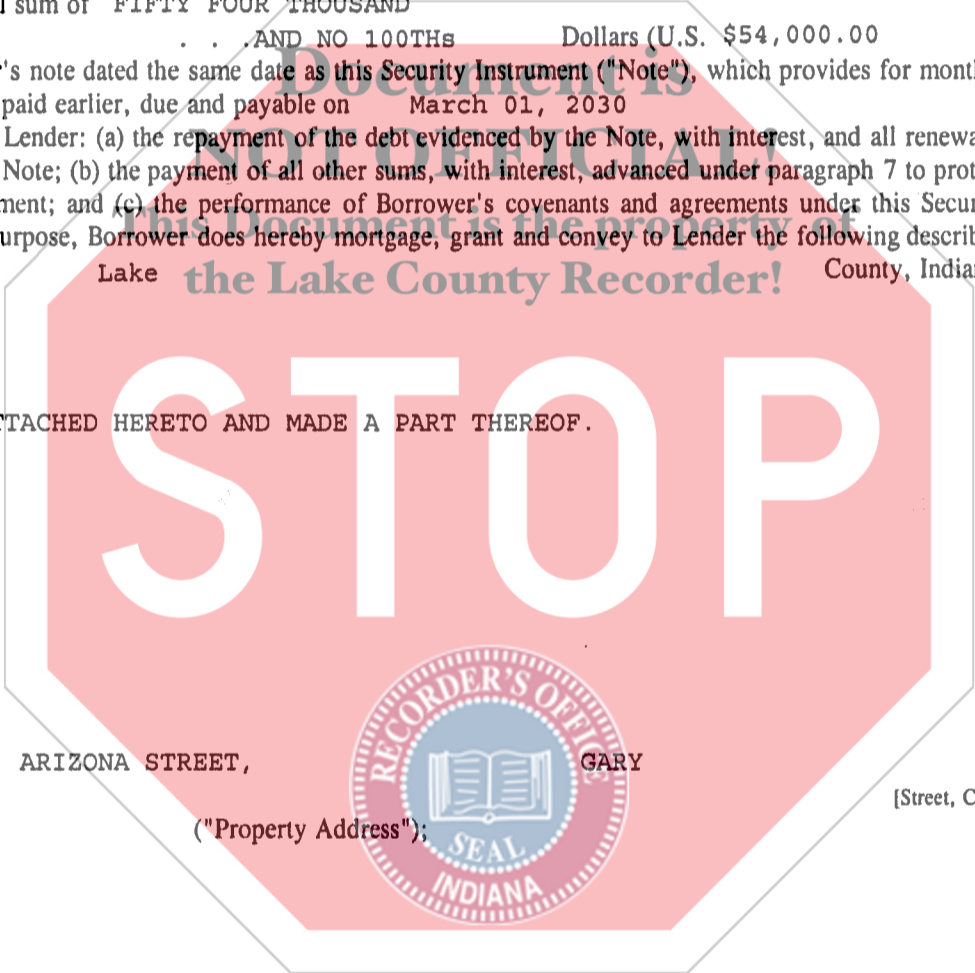 sum of FIFTY FOUR THOUSAND
. . .AND NO 100THs Dollars (U.S. $54,000.00
's note dated the same date as this Security Instrument ("Note"), which provides for mont
paid earlier, due and payable on March 01, 2030
Lender: (a) the repayment of the debt evidenced by the Note, with interest, and all renewa
Note; (b) the payment of all other sums, with interest, advanced under paragraph 7 to prot
ment; and (c) the performance of Borrower's covenants and agreements under this Secur
urpose, Borrower does hereby mortgage, grant and convey to Lender the following describ
Lake County, Indian
Document is
NOT OFFICIAL!
This Document is the property of
the Lake County Recorder!
TTACHED HERETO AND MADE A PART THEREOF.
STOP
ARIZONA STREET, GARY
[Street, C
("Property Address");
RECORDER'S OFFICE
SEAL
INDIANA